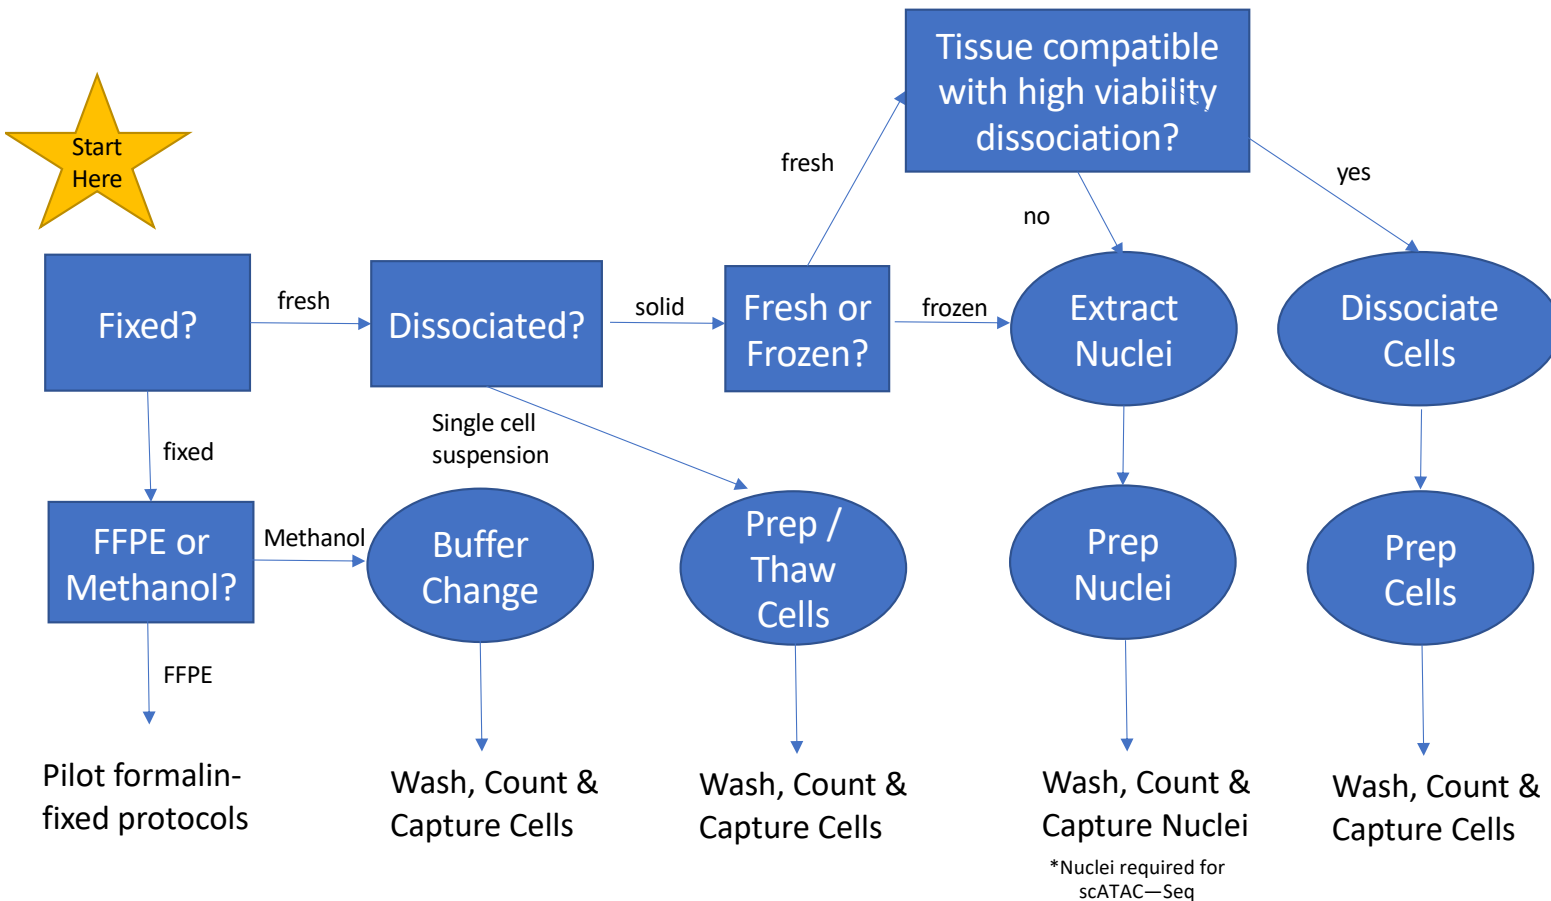 Tissue compatible
with high viability
dissociation?
Start
Here
fresh
yes
no
Fixed?
fresh
Dissociated?
solid
Fresh or
Frozen?
frozen
Extract
Nuclei
Dissociate
Cells
fixed
Single cell
suspension
FFPE or
Methanol?
Methanol
Buffer
Change
Prep /
Thaw
Cells
Prep
Nuclei
Prep
Cells
FFPE
Pilot formalin-
fixed protocols
Wash, Count &
Capture Cells
Wash, Count &
Capture Cells
Wash, Count &
Capture Nuclei
*Nuclei required for
scATAC—Seq
Wash, Count &
Capture Cells